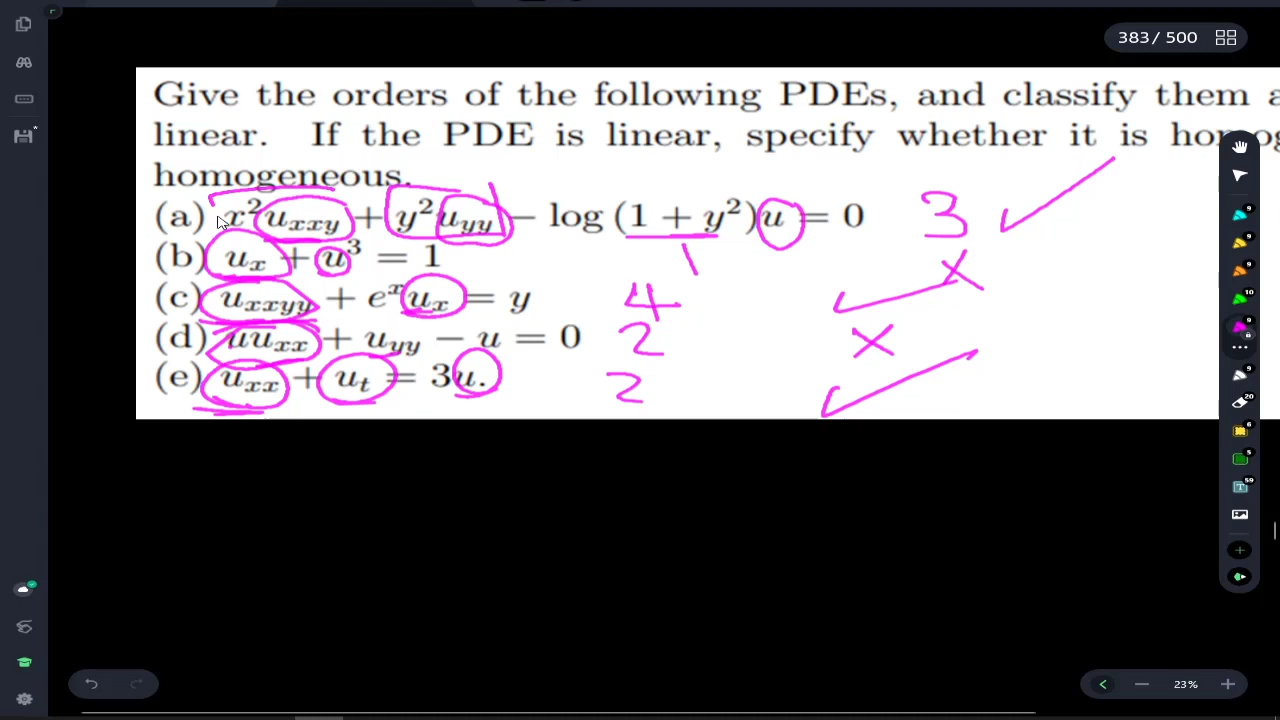 383/ 500
Give the orders of the following PDEs, and classify them a
linear. If the PDE is linear, specify whether it is homog
homogeneous.
(a) x²u_xxy + y²u_yy − log (1 + y²)u = 0 3 ✓
(b) u_x + u³ = 1 1 x
(c) u_xxyy + eˣu_x = y 4 ✓
(d) uu_xx + u_yy − u = 0 2 x
(e) u_xx + u_t = 3u. 2 ✓
23%